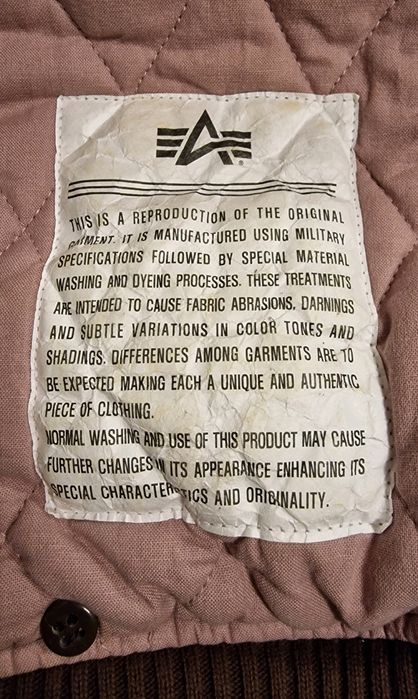 THIS IS A REPRODUCTION OF THE ORIGINAL
GARMENT. IT IS MANUFACTURED USING MILITARY
SPECIFICATIONS FOLLOWED BY SPECIAL MATERIAL
WASHING AND DYEING PROCESSES. THESE TREATMENTS
ARE INTENDED TO CAUSE FABRIC ABRASIONS, DARNINGS
AND SUBTLE VARIATIONS IN COLOR TONES AND
SHADINGS. DIFFERENCES AMONG GARMENTS ARE TO
BE EXPECTED MAKING EACH A UNIQUE AND AUTHENTIC
PIECE OF CLOTHING.
NORMAL WASHING AND USE OF THIS PRODUCT MAY CAUSE
FURTHER CHANGES IN ITS APPEARANCE ENHANCING ITS
SPECIAL CHARACTERISTICS AND ORIGINALITY.